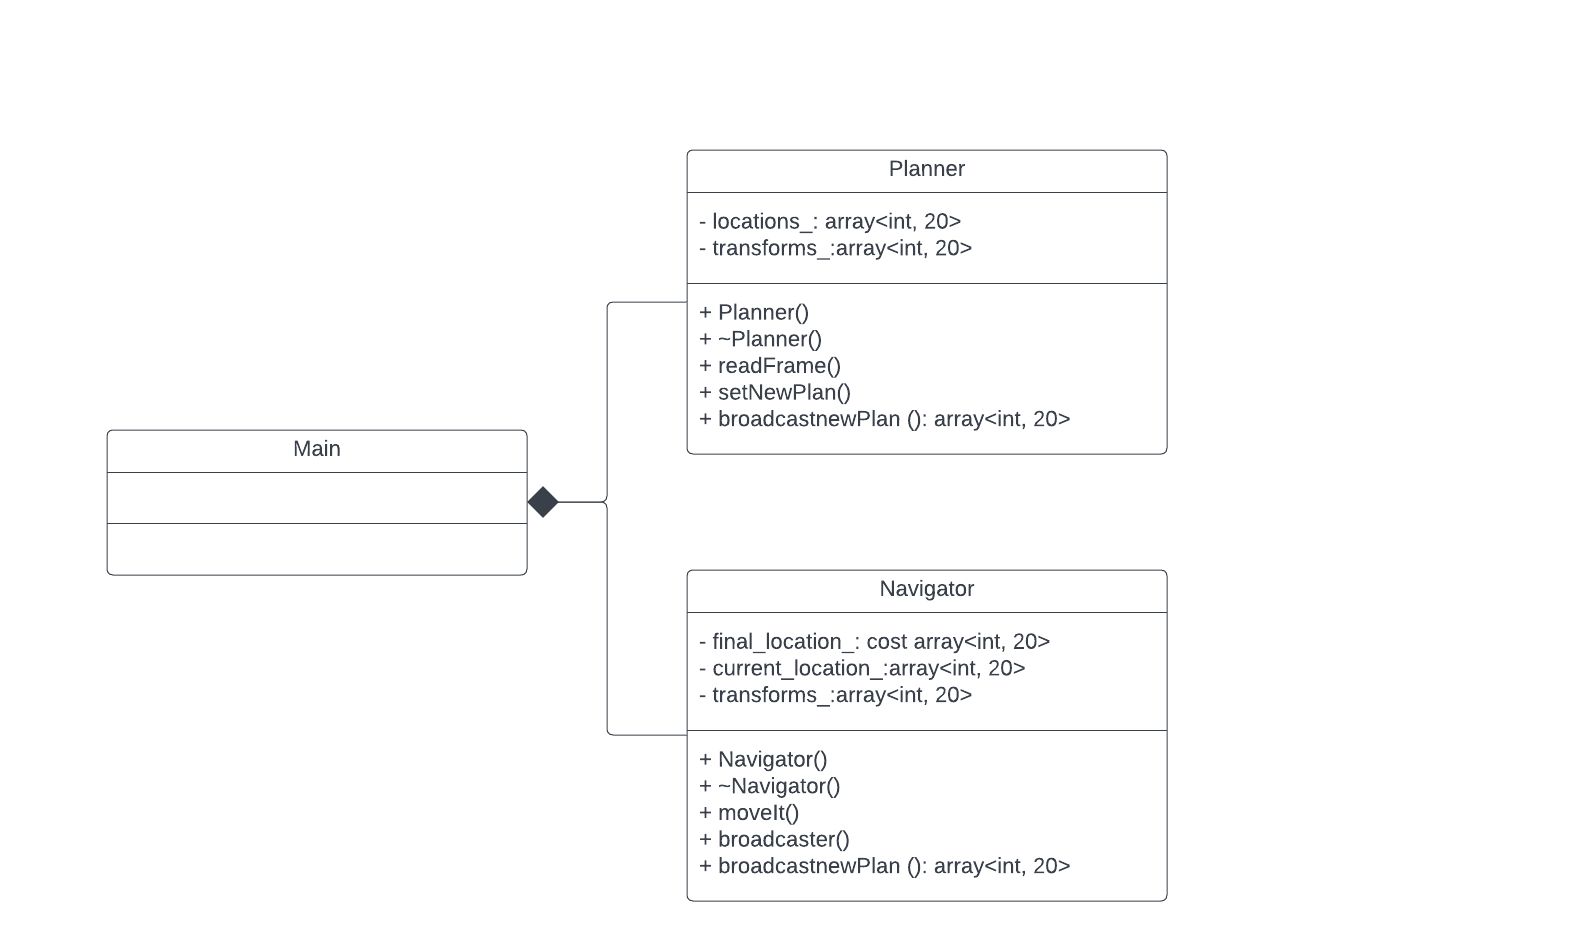 Planner
- locations_: array<int, 20>
- transforms_:array<int, 20>
+ Planner()
+ ~Planner()
+ readFrame()
+ setNewPlan()
+ broadcastnewPlan (): array<int, 20>
Main
Navigator
- final_location_: cost array<int, 20>
- current_location_:array<int, 20>
- transforms_:array<int, 20>
+ Navigator()
+ ~Navigator()
+ moveIt()
+ broadcaster()
+ broadcastnewPlan (): array<int, 20>